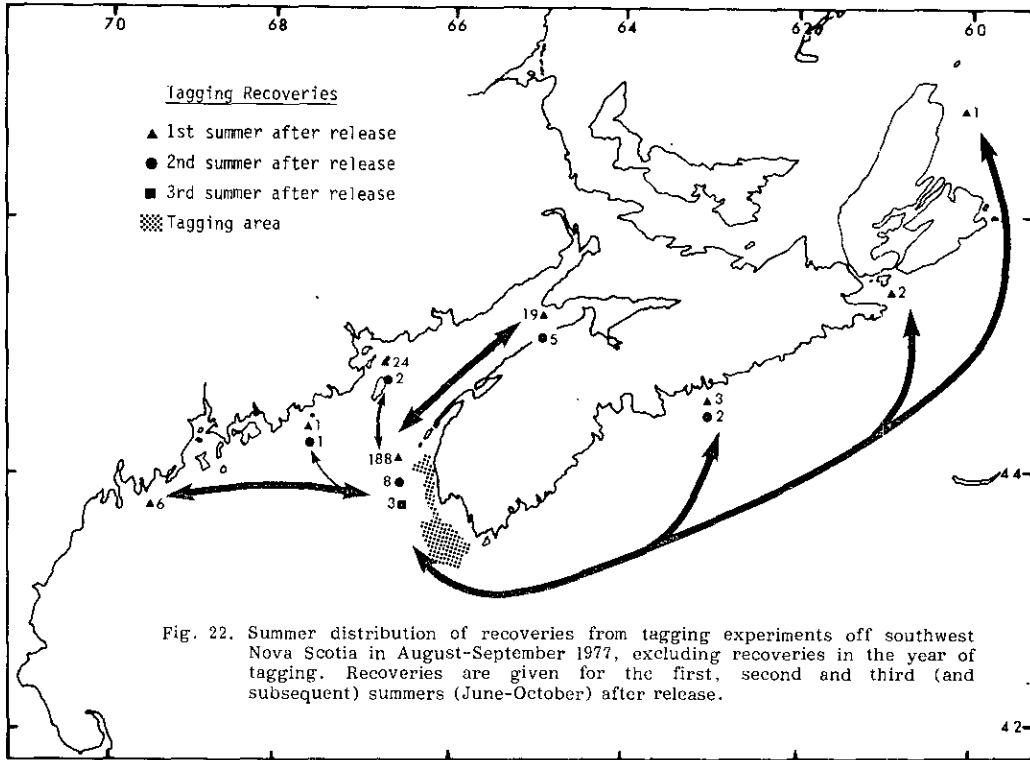 70 68 66 64 62 60
Tagging Recoveries
▲ 1st summer after release
● 2nd summer after release
■ 3rd summer after release
Tagging area
1
2
19
5
24
2
3
2
1
1
188
8
3
6
44
42
Fig. 22. Summer distribution of recoveries from tagging experiments off southwest
Nova Scotia in August-September 1977, excluding recoveries in the year of
tagging. Recoveries are given for the first, second and third (and
subsequent) summers (June-October) after release.